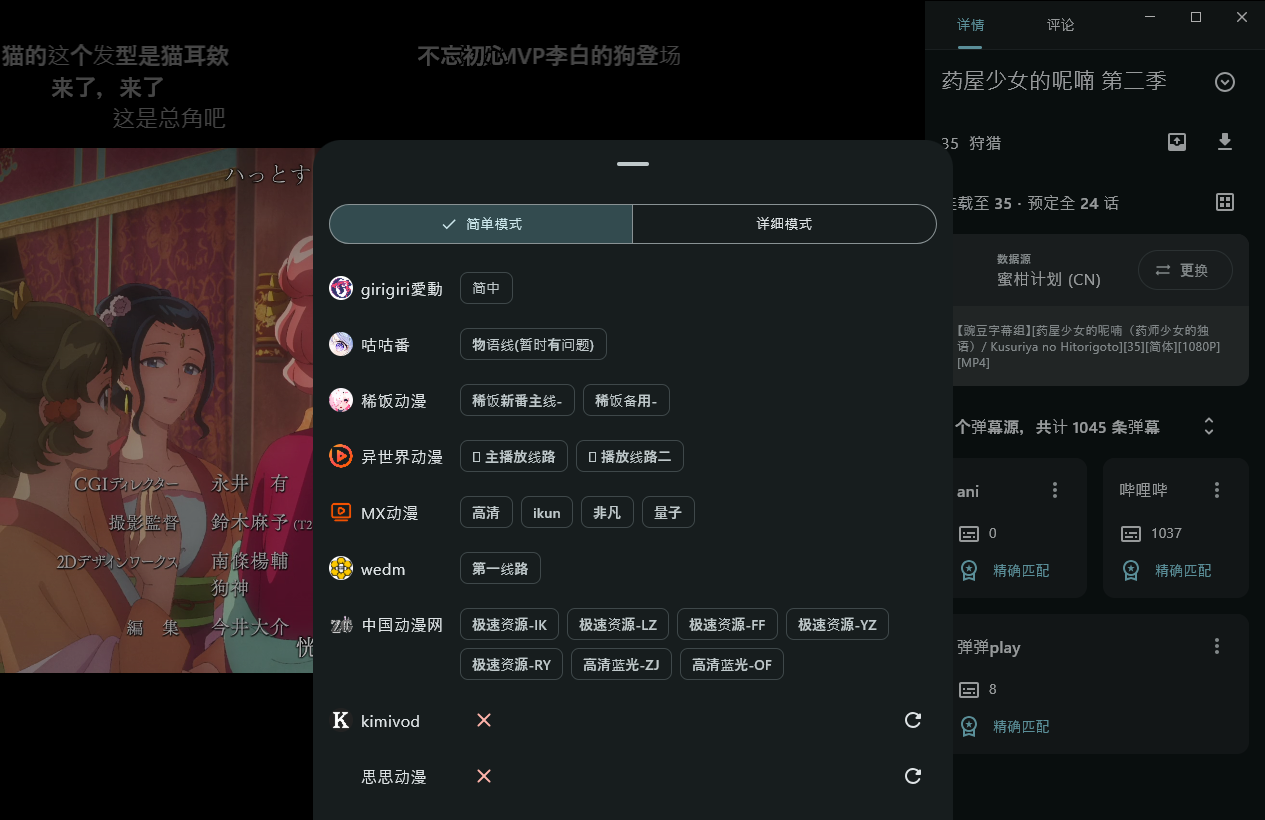 猫的这个发型是猫耳欸
来了，来了
这是总角吧
不忘初心MVP李白的狗登场
ハっとす
CGIディレクター 永井 有
撮影監督 鈴木麻予 (T2
2Dデザインワークス 南條楊輔
狗神
編 集 今井大介
恍
简单模式
详细模式
girigiri愛動 简中
咕咕番 物语线(暂时有问题)
稀饭动漫 稀饭新番主线- 稀饭备用-
异世界动漫 主播放线路 播放线路二
MX动漫 高清 ikun 非凡 量子
wedm 第一线路
中国动漫网 极速资源-IK 极速资源-LZ 极速资源-FF 极速资源-YZ
极速资源-RY 高清蓝光-ZJ 高清蓝光-OF
K kimivod
思思动漫
详情 评论
药屋少女的呢喃 第二季
35 狩猎
载至 35 · 预定全 24 话
数据源
蜜柑计划 (CN)
更换
【豌豆字幕组】[药屋少女的呢喃（药师少女的独
语）/ Kusuriya no Hitorigoto][35][简体][1080P]
[MP4]
个弹幕源，共计 1045 条弹幕
ani 哔哩哔
0 1037
精确匹配 精确匹配
弹弹play
8
精确匹配